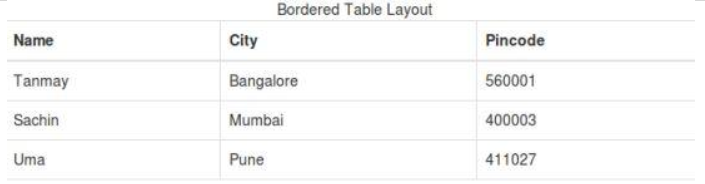 Bordered Table Layout
Name City Pincode
Tanmay Bangalore 560001
Sachin Mumbai 400003
Uma Pune 411027